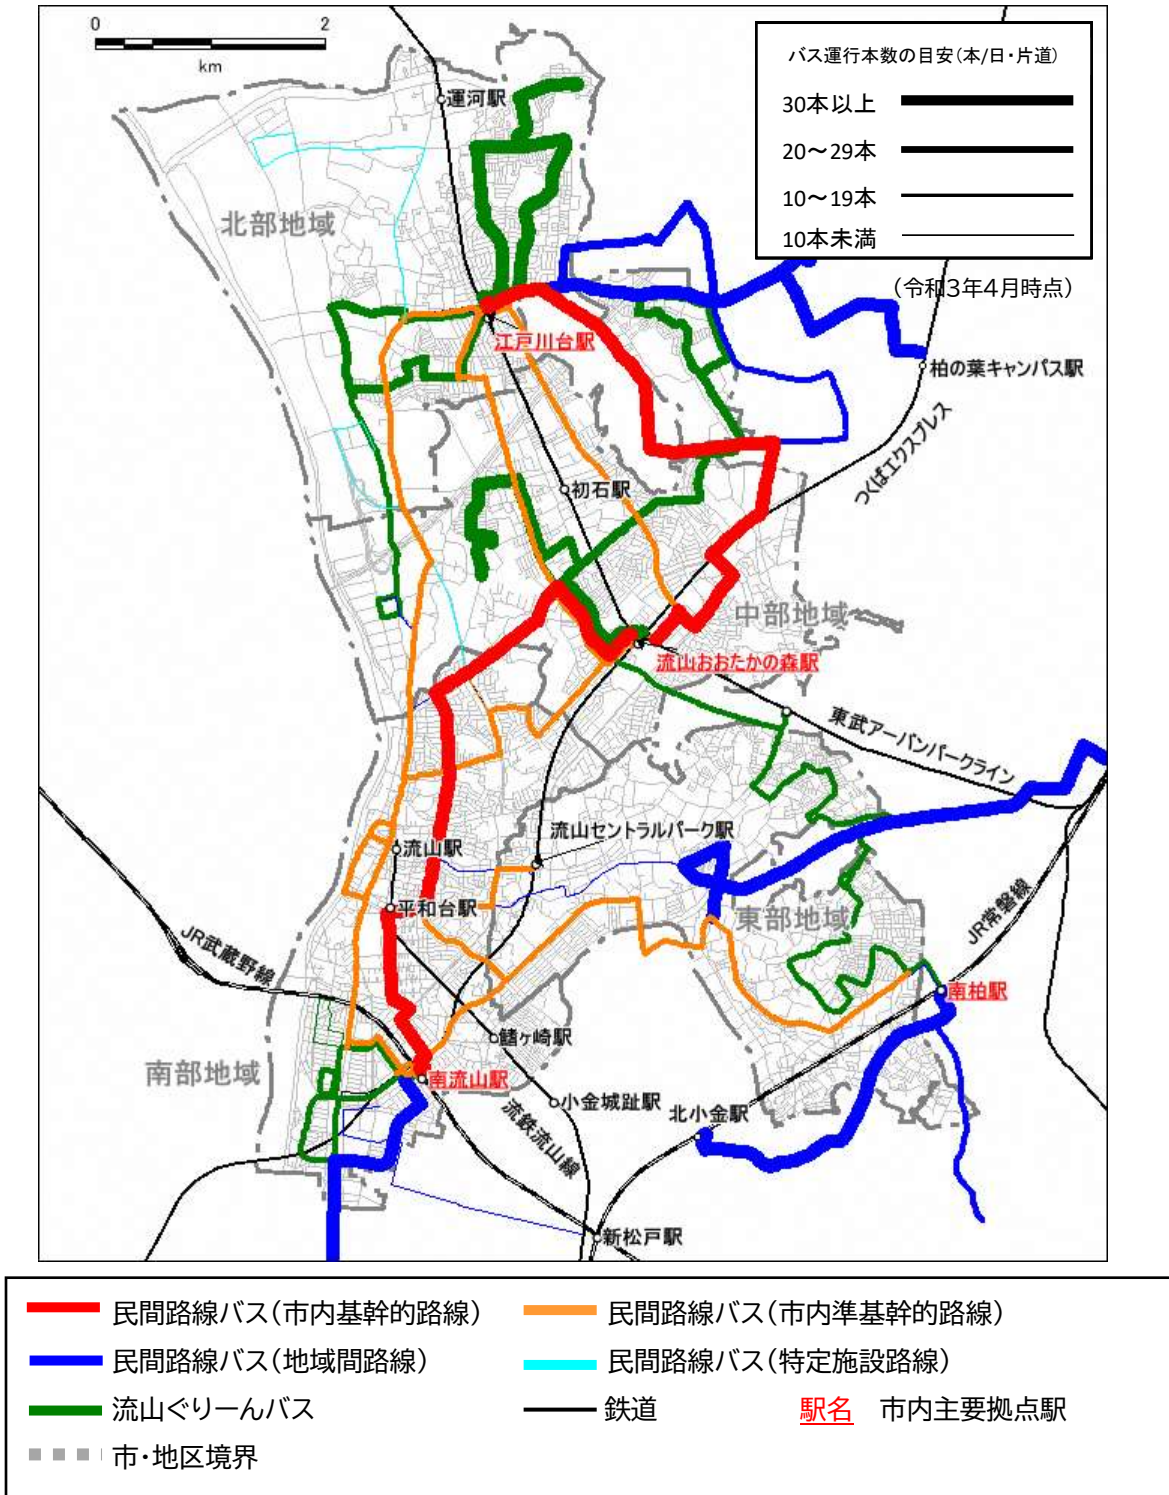 0 2
km
バス運行本数の目安(本/日・片道)
30本以上
20～29本
10～19本
10本未満
(令和3年4月時点)
運河駅
北部地域
江戸川台駅
柏の葉キャンパス駅
つくばエクスプレス
初石駅
中部地域
流山おおたかの森駅
東武アーバンパークライン
流山セントラルパーク駅
流山駅
平和台駅
東部地域
JR常磐線
JR武蔵野線
南柏駅
鰭ヶ崎駅
南部地域
南流山駅
小金城趾駅
北小金駅
流鉄流山線
新松戸駅
民間路線バス(市内基幹的路線)
民間路線バス(市内準基幹的路線)
民間路線バス(地域間路線)
民間路線バス(特定施設路線)
流山ぐりーんバス
鉄道
駅名 市内主要拠点駅
市・地区境界